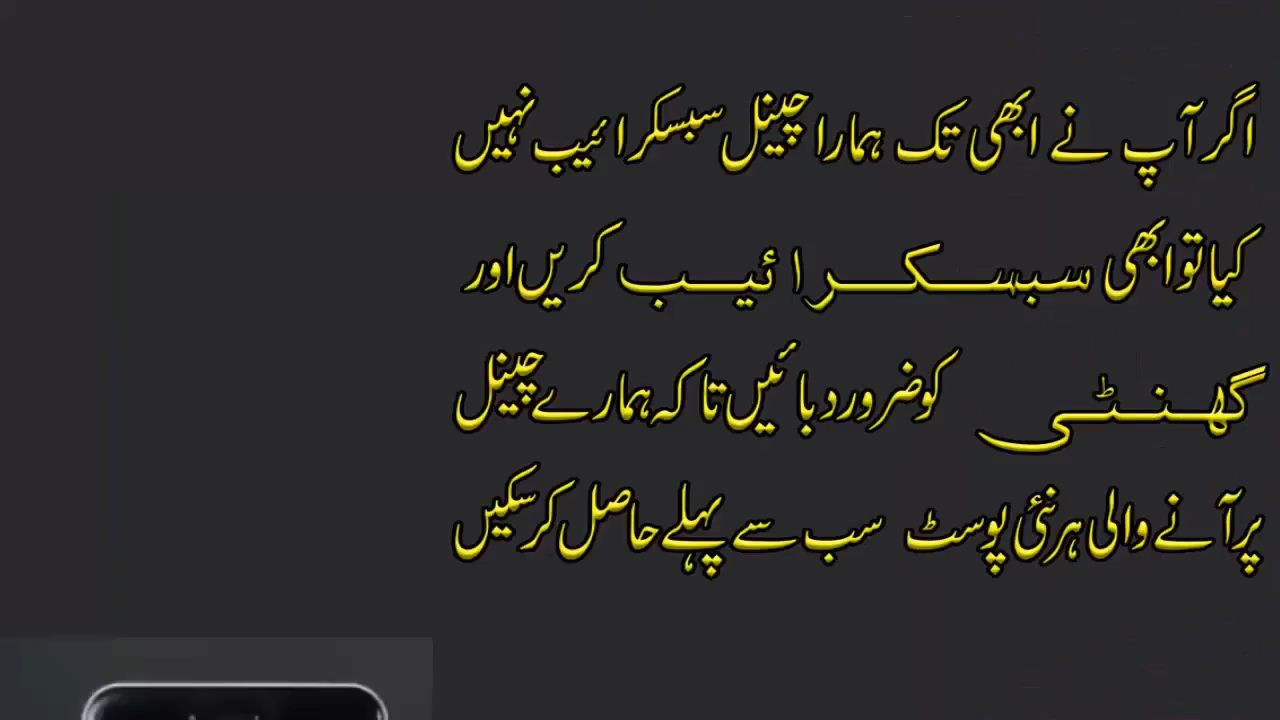 اگر آپ نے ابھی تک ہمارا چینل سبسکرائیب نہیں
کیا تو ابھی سبسکرائیب کریں اور
گھنٹی کو ضرور دبائیں تا کہ ہمارے چینل
پر آنے والی ہر نئی پوسٹ سب سے پہلے حاصل کر سکیں